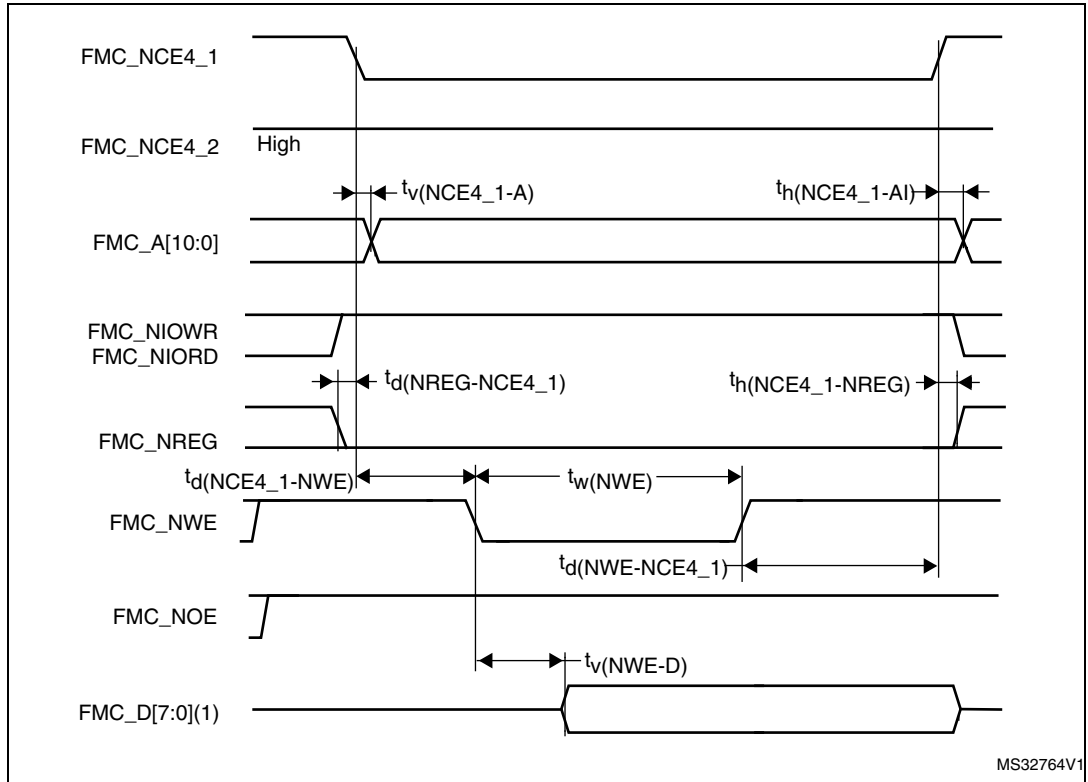 FMC_NCE4_1
FMC_NCE4_2
High
tv(NCE4_1-A)
th(NCE4_1-AI)
FMC_A[10:0]
FMC_NIOWR
FMC_NIORD
td(NREG-NCE4_1)
th(NCE4_1-NREG)
FMC_NREG
td(NCE4_1-NWE)
tw(NWE)
FMC_NWE
td(NWE-NCE4_1)
FMC_NOE
tv(NWE-D)
FMC_D[7:0](1)
MS32764V1